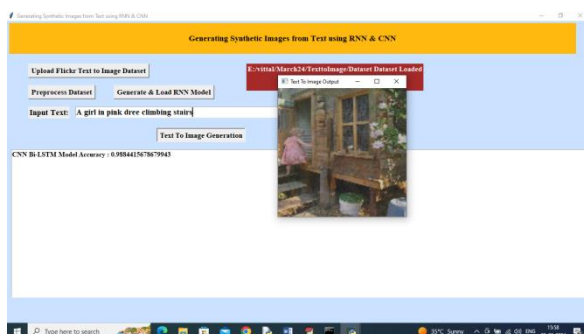 Generating Synthetic Images from Text using RNN & CNN
Generating Synthetic Images from Text using RNN & CNN
Upload Flickr Text to Image Dataset
E:/vittal/March24/TexttoImage/Dataset Dataset Loaded
Text To Image Output
Preprocess Dataset
Generate & Load RNN Model
Input Text:
A girl in pink dree climbing stairs
Text To Image Generation
CNN Bi-LSTM Model Accuracy : 0.9884415678679943
Type here to search
35°C Sunny
ENG
15:58